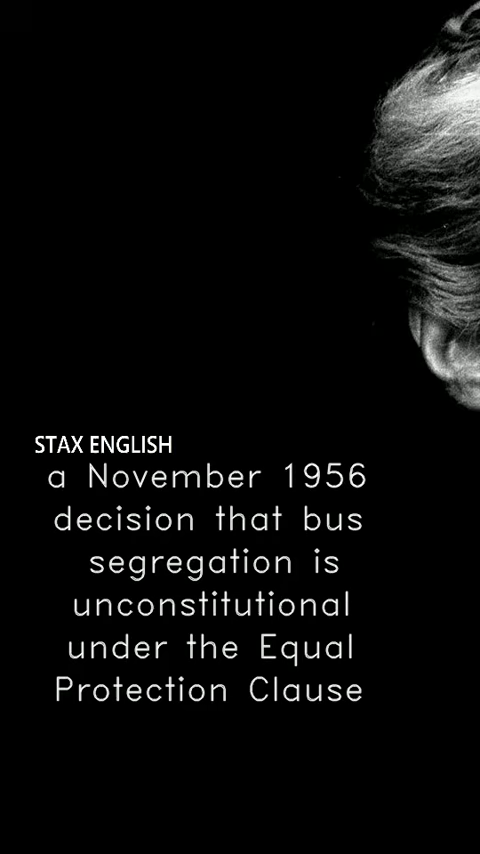 STAX ENGLISH
a November 1956
decision that bus
segregation is
unconstitutional
under the Equal
Protection Clause